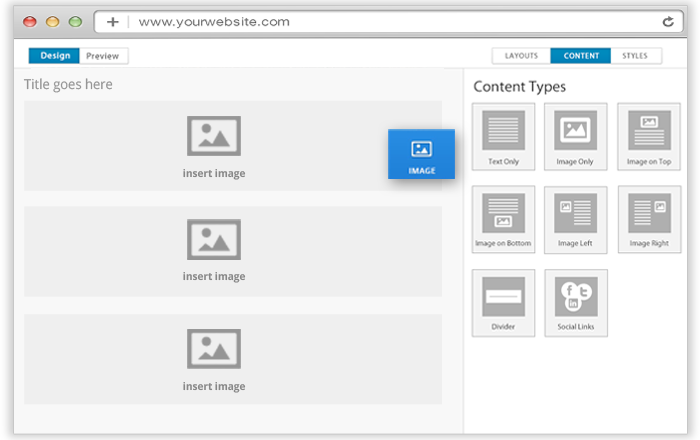 www.yourwebsite.com
Design Preview
LAYOUTS CONTENT STYLES
Title goes here
insert image
IMAGE
insert image
insert image
Content Types
Text Only Image Only Image on Top
Image on Bottom Image Left Image Right
Divider Social Links
f t in